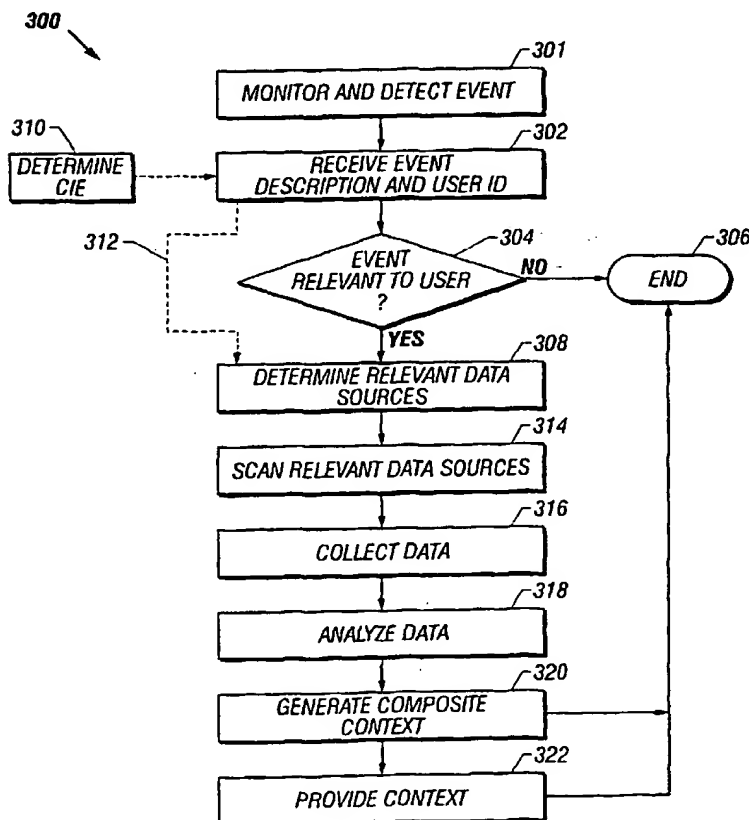 300
301
MONITOR AND DETECT EVENT
310
302
DETERMINE
CIE
RECEIVE EVENT
DESCRIPTION AND USER ID
312
304
306
EVENT
RELEVANT TO USER
?
NO
END
YES
308
DETERMINE RELEVANT DATA
SOURCES
314
SCAN RELEVANT DATA SOURCES
316
COLLECT DATA
318
ANALYZE DATA
320
GENERATE COMPOSITE
CONTEXT
322
PROVIDE CONTEXT